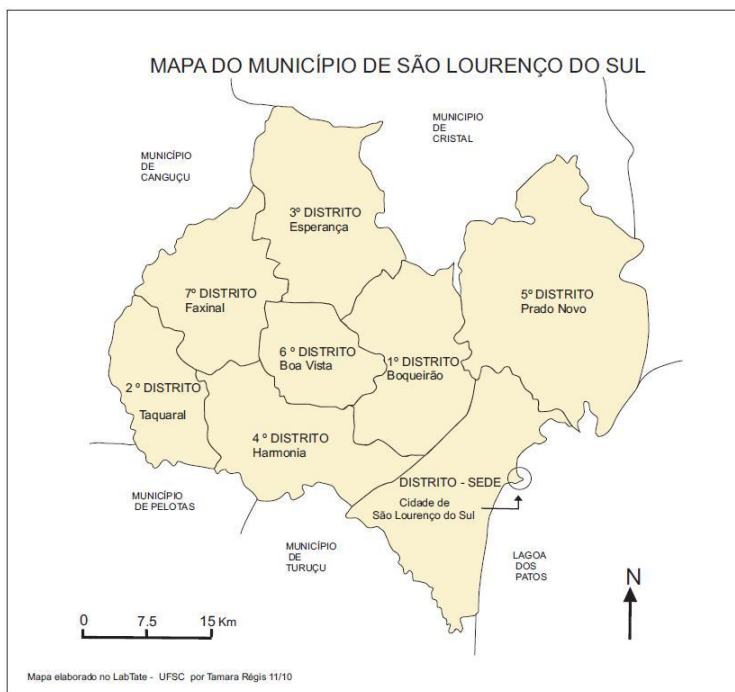 MAPA DO MUNICÍPIO DE SÃO LOURENÇO DO SUL
MUNICIPIO
DE
CRISTAL
MUNICÍPIO
DE
CANGUÇU
3º DISTRITO
Esperança
7º DISTRITO
Faxinal
5º DISTRITO
Prado Novo
6 º DISTRITO
Boa Vista
1º DISTRITO
Boqueirão
2 º DISTRITO
Taquaral
4 º DISTRITO
Harmonia
DISTRITO - SEDE
Cidade de
São Lourenço do Sul
MUNICÍPIO
DE PELOTAS
MUNICÍPIO
DE
TURUÇU
LAGOA
DOS
PATOS
N
0 7.5 15 Km
Mapa elaborado no LabTate - UFSC por Tamara Régis 11/10